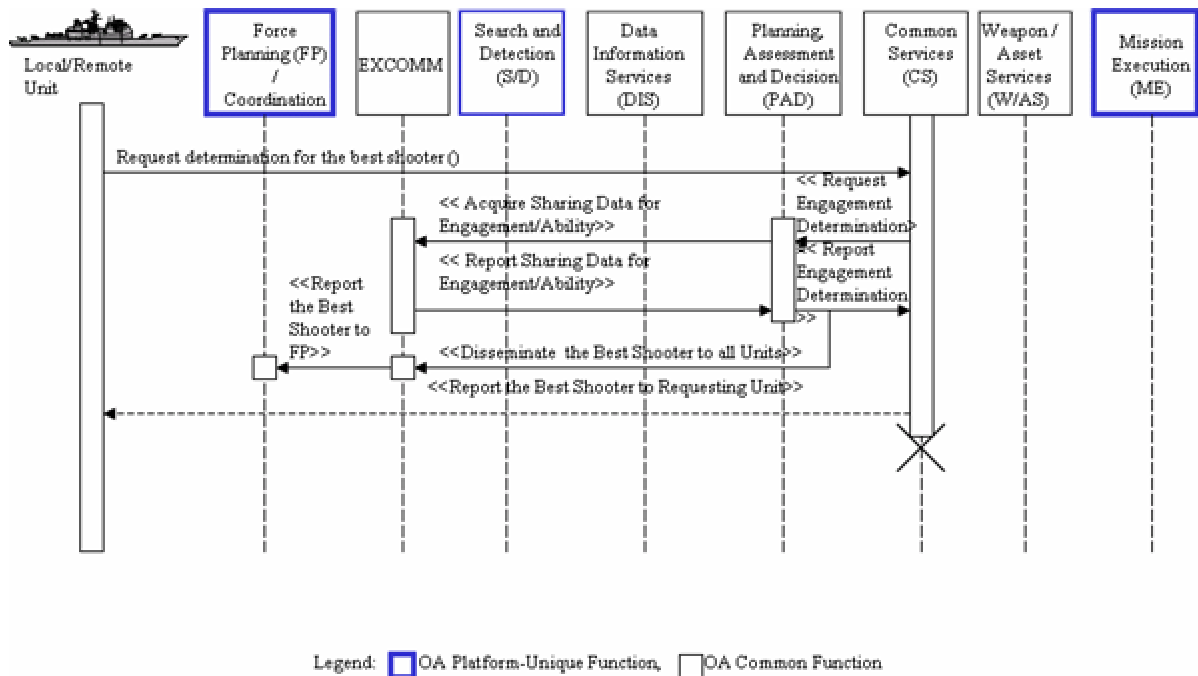 Local/Remote
Unit
Force
Planning (FP)
/
Coordination
EXCOMM
Search and
Detection
(S/D)
Data
Information
Services
(DIS)
Planning,
Assessment
and Decision
(PAD)
Common
Services
(CS)
Weapon /
Asset
Services
(W/AS)
Mission
Execution
(ME)
Request determination for the best shooter ()
<< Request
Engagement
Determination>
<< Acquire Sharing Data for
Engagement/Ability>>
<< Report
Engagement
Determination
>>
<< Report Sharing Data for
Engagement/Ability>>
<<Report
the Best
Shooter to
FP>>
<<Disseminate the Best Shooter to all Units>>
<<Report the Best Shooter to Requesting Unit>>
Legend: OA Platform-Unique Function, OA Common Function